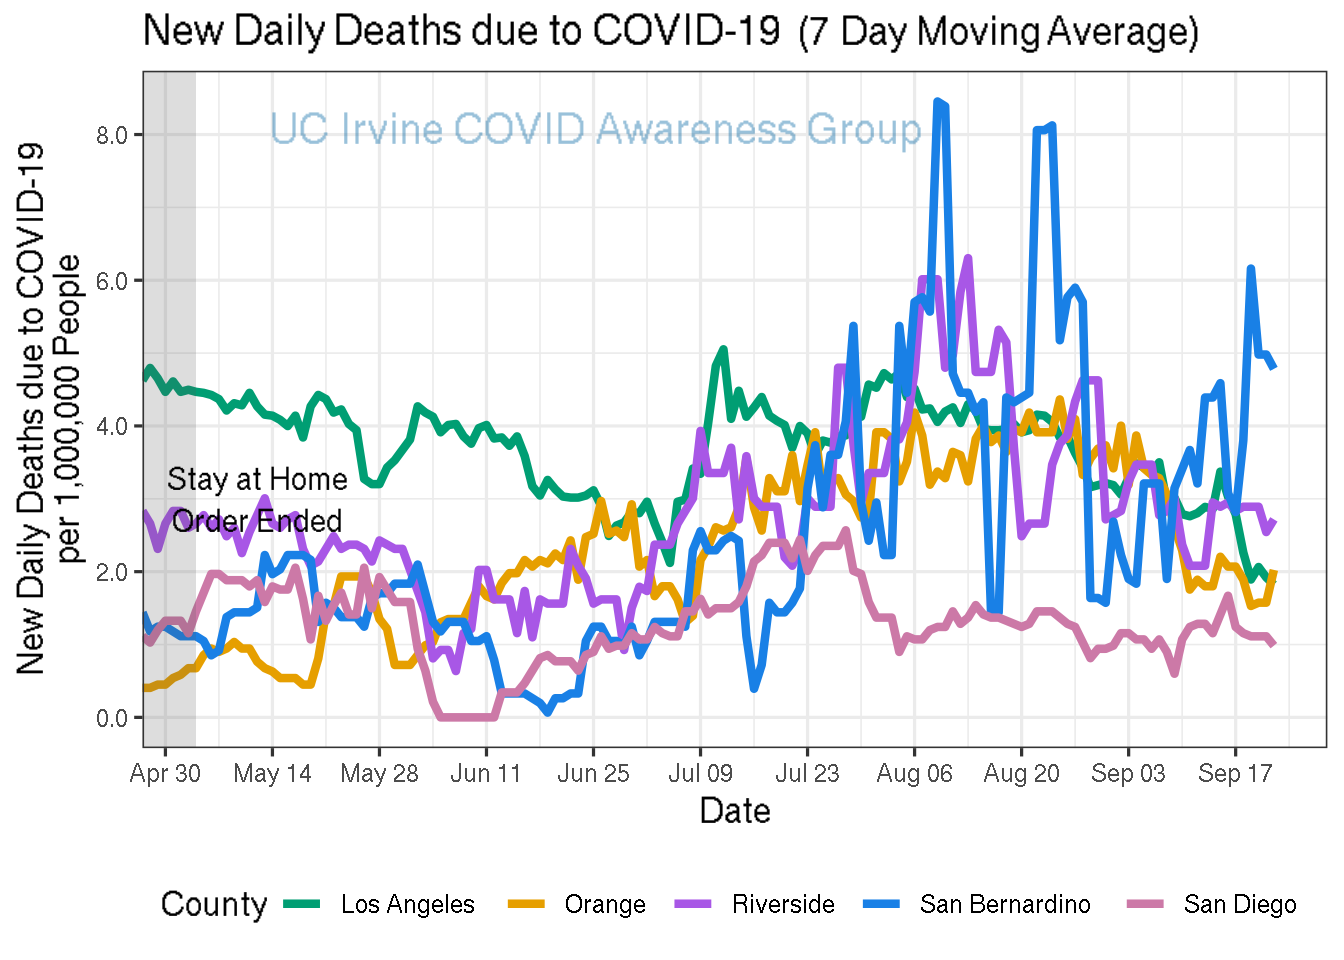 New Daily Deaths due to COVID-19 (7 Day Moving Average)
UC Irvine COVID Awareness Group
New Daily Deaths due to COVID-19
per 1,000,000 People
8.0
6.0
4.0
2.0
0.0
Stay at Home
Order Ended
Apr 30 May 14 May 28 Jun 11 Jun 25 Jul 09 Jul 23 Aug 06 Aug 20 Sep 03 Sep 17
Date
County Los Angeles Orange Riverside San Bernardino San Diego